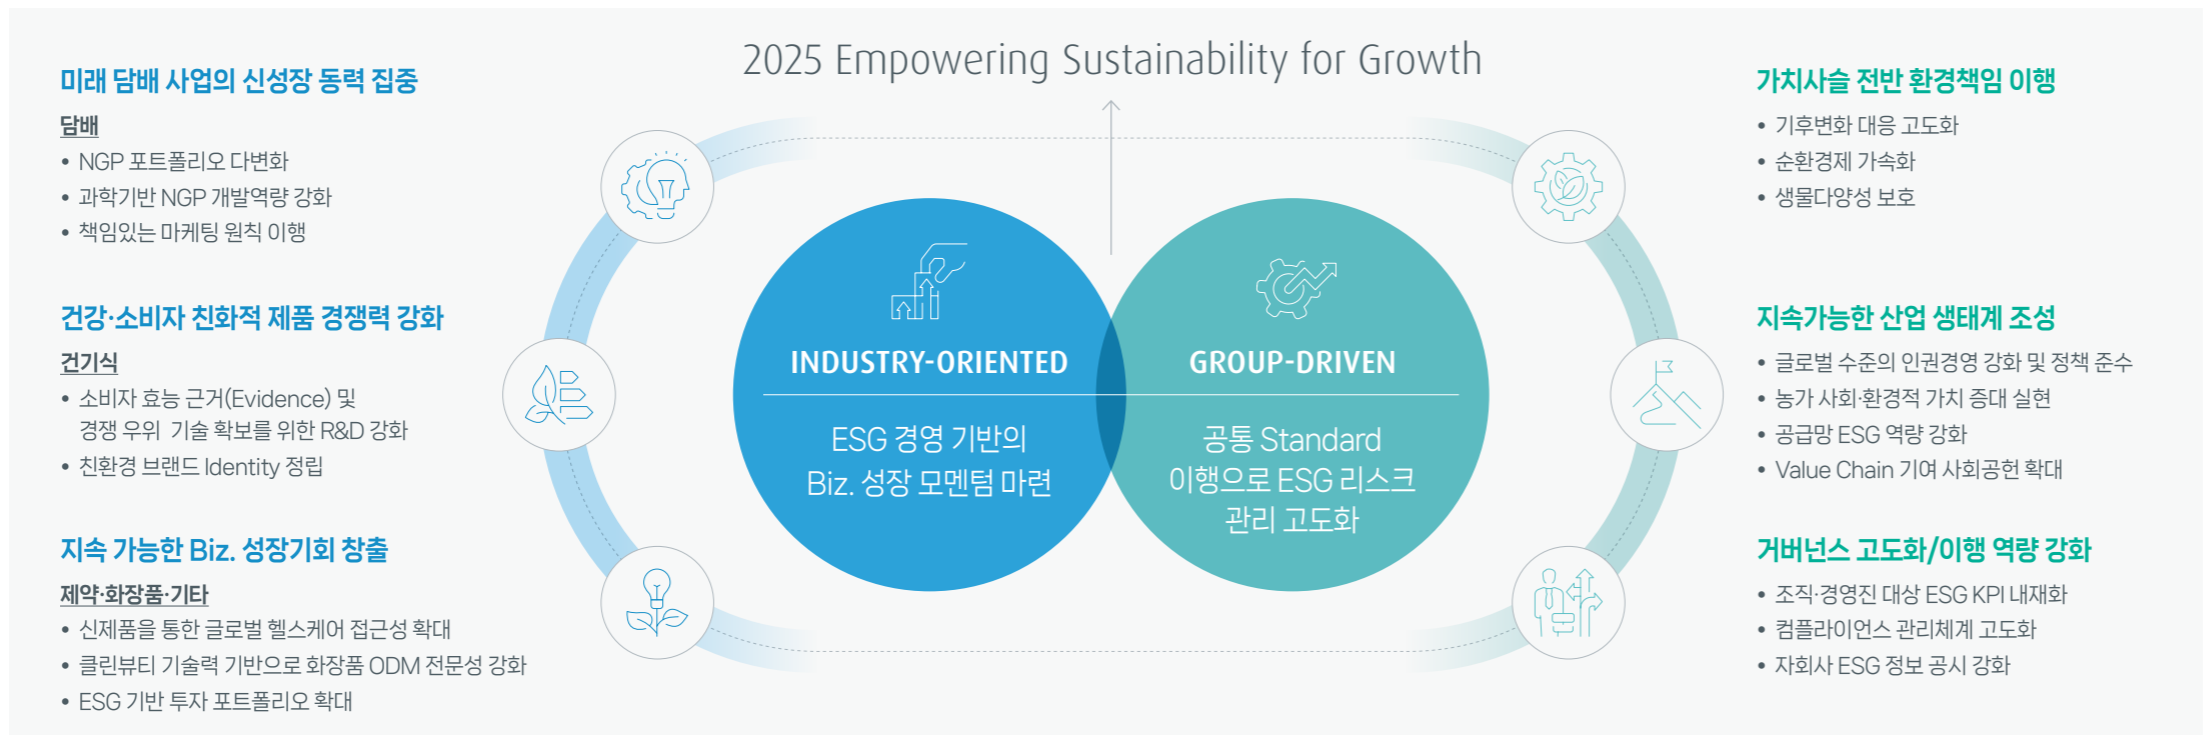 2025 Empowering Sustainability for Growth
미래 담배 사업의 신성장 동력 집중
담배
• NGP 포트폴리오 다변화
• 과학기반 NGP 개발역량 강화
• 책임있는 마케팅 원칙 이행
건강·소비자 친화적 제품 경쟁력 강화
건기식
• 소비자 효능 근거(Evidence) 및
경쟁 우위 기술 확보를 위한 R&D 강화
• 친환경 브랜드 Identity 정립
지속 가능한 Biz. 성장기회 창출
제약·화장품·기타
• 신제품을 통한 글로벌 헬스케어 접근성 확대
• 클린뷰티 기술력 기반으로 화장품 ODM 전문성 강화
• ESG 기반 투자 포트폴리오 확대
INDUSTRY-ORIENTED
ESG 경영 기반의
Biz. 성장 모멘텀 마련
GROUP-DRIVEN
공통 Standard
이행으로 ESG 리스크
관리 고도화
가치사슬 전반 환경책임 이행
• 기후변화 대응 고도화
• 순환경제 가속화
• 생물다양성 보호
지속가능한 산업 생태계 조성
• 글로벌 수준의 인권경영 강화 및 정책 준수
• 농가 사회·환경적 가치 증대 실현
• 공급망 ESG 역량 강화
• Value Chain 기여 사회공헌 확대
거버넌스 고도화/이행 역량 강화
• 조직·경영진 대상 ESG KPI 내재화
• 컴플라이언스 관리체계 고도화
• 자회사 ESG 정보 공시 강화